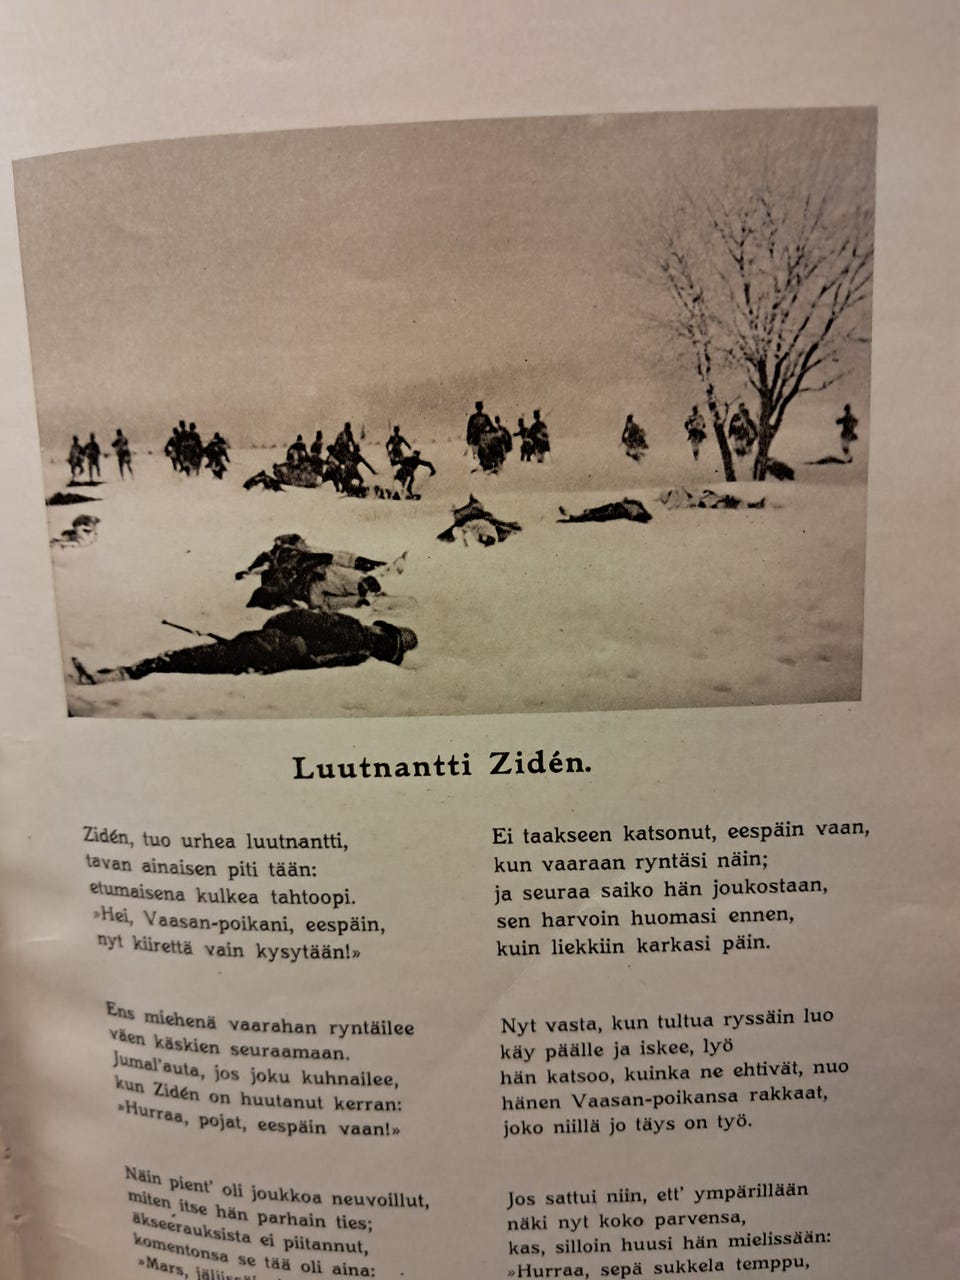 Luutnantti Zidén.
Zidén, tuo urhea luutnantti,
tavan ainaisen piti tään:
etumaisena kulkea tahtoopi.
»Hei, Vaasan-poikani, eespäin,
nyt kiirettä vain kysytään!»
Ens miehenä vaarahan ryntäilee
väen käskien seuraamaan.
Jumal'auta, jos joku kuhnailee,
kun Zidén on huutanut kerran:
»Hurraa, pojat, eespäin vaan!»
Näin pient' oli joukkoa neuvoillut,
miten itse hän parhain ties;
äkseerauksista ei piitannut,
komentonsa se tää oli aina:
»Mars,
Ei taakseen katsonut, eespäin vaan,
kun vaaraan ryntäsi näin;
ja seuraa saiko hän joukostaan,
sen harvoin huomasi ennen,
kuin liekkiin karkasi päin.
Nyt vasta, kun tultua ryssäin luo
käy päälle ja iskee, lyö
hän katsoo, kuinka ne ehtivät, nuo
hänen Vaasan-poikansa rakkaat,
joko niillä jo täys on työ.
Jos sattui niin, ett' ympärillään
näki nyt koko parvensa,
kas, silloin huusi hän mielissään:
»Hurraa, sepä sukkela temppu,